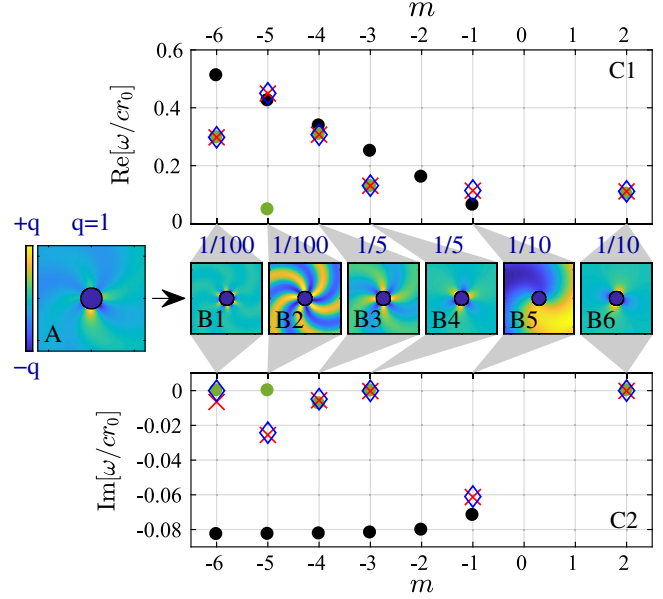 m
-6 -5 -4 -3 -2 -1 0 1 2
0.6
0.4
0.2
0
Re[ω/cr₀]
C1
+q
q=1
−q
A
1/100 1/100 1/5 1/5 1/10 1/10
B1 B2 B3 B4 B5 B6
0
-0.02
-0.04
-0.06
-0.08
Im[ω/cr₀]
C2
-6 -5 -4 -3 -2 -1 0 1 2
m